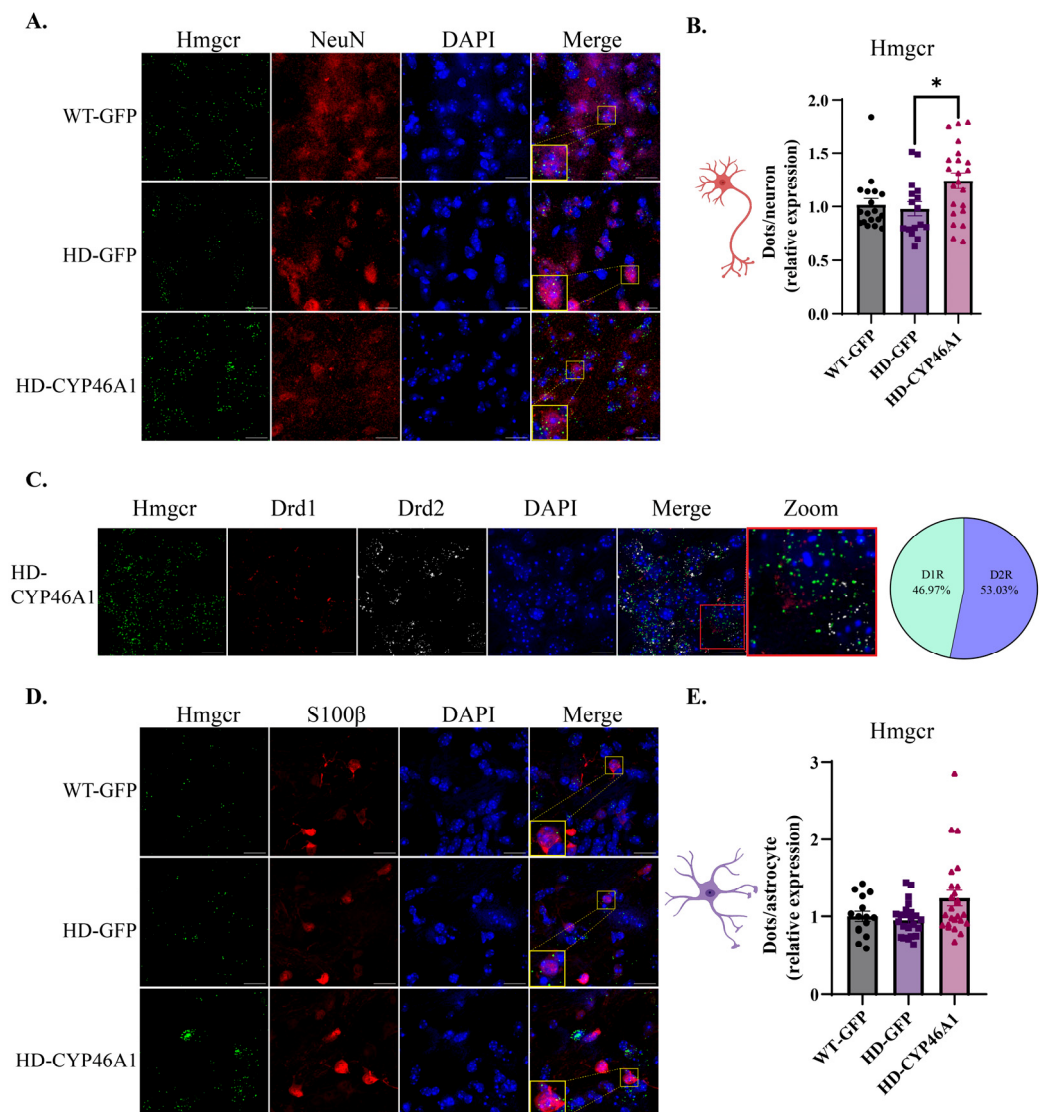 A.
Hmgcr NeuN DAPI Merge
WT-GFP
HD-GFP
HD-CYP46A1
B.
Hmgcr
Dots/neuron
(relative expression)
2.0
1.5
1.0
0.5
0.0
*
WT-GFP
HD-GFP
HD-CYP46A1
C.
Hmgcr Drd1 Drd2 DAPI Merge Zoom
HD-
CYP46A1
D1R
46.97%
D2R
53.03%
D.
Hmgcr S100β DAPI Merge
WT-GFP
HD-GFP
HD-CYP46A1
E.
Hmgcr
Dots/astrocyte
(relative expression)
3
2
1
0
WT-GFP
HD-GFP
HD-CYP46A1